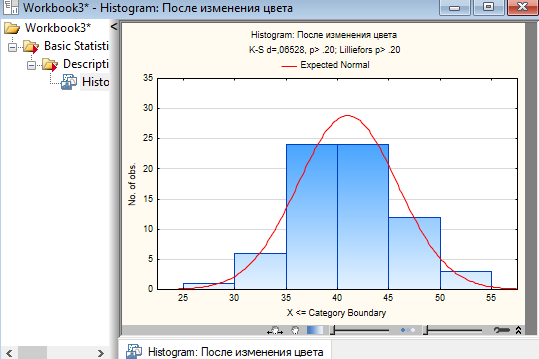 Workbook3* - Histogram: После изменения цвета
Workbook3*
Basic Statisti
Descripti
Histo
Histogram: После изменения цвета
K-S d=,06528, p> .20; Lilliefors p> .20
Expected Normal
No. of obs.
35
30
25
20
15
10
5
0
25 30 35 40 45 50 55
X <= Category Boundary
Histogram: После изменения цвета